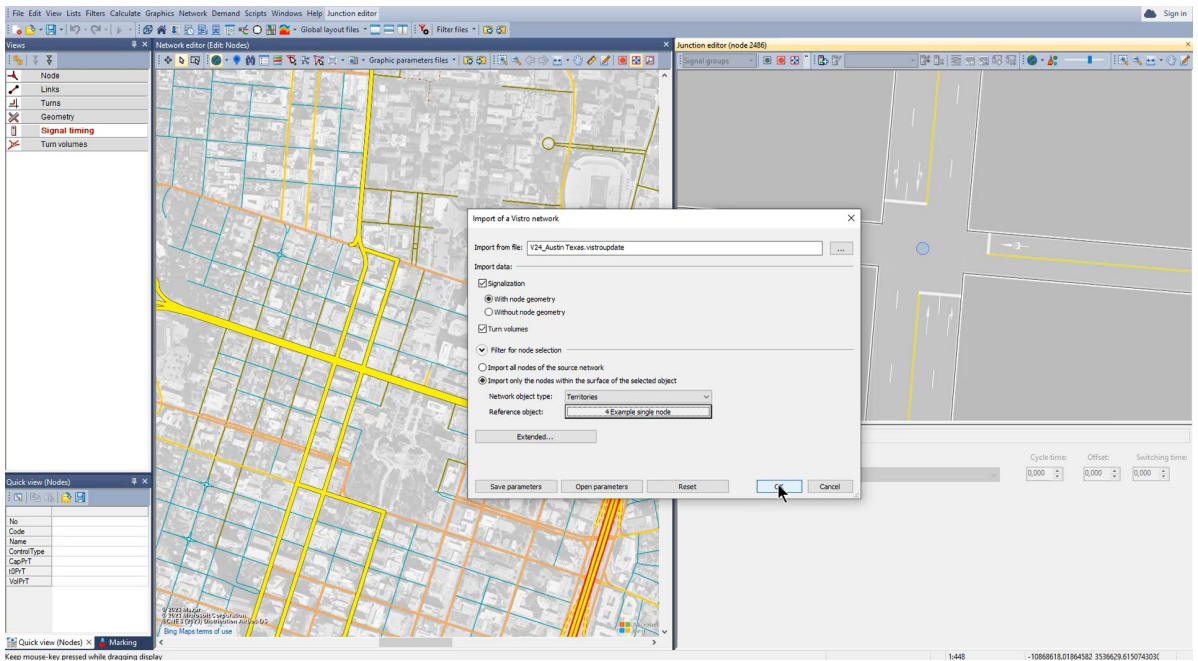 File Edit View Lists Filters Calculate Graphics Network Demand Scripts Windows Help Junction editor
Sign in
Global layout files
Filter files
Views
Node
Links
Turns
Geometry
Signal timing
Turn volumes
Network editor (Edit: Nodes)
Graphic parameters files
Junction editor (node 2486)
Signal groups
Import of a Vistro network
Import from file: V24_Austin Texas.vistroupdate ...
Import data:
Signalization
With node geometry
Without node geometry
Turn volumes
Filter for node selection
Import all nodes of the source network
Import only the nodes within the surface of the selected object
Network object type: Territories
Reference object: 4 Example single node
Extended...
Save parameters Open parameters Reset OK Cancel
Cycle time: Offset: Switching time:
0,000 0,000 0,000
Quick view (Nodes)
No
Code
Name
ControlType
CapPrT
t0PrT
VolPrT
© 2023 Maxar
© 2023 Microsoft Corporation
Bing Maps terms of use
Quick view (Nodes) Marking
Keep mouse-key pressed while dragging display
1:448